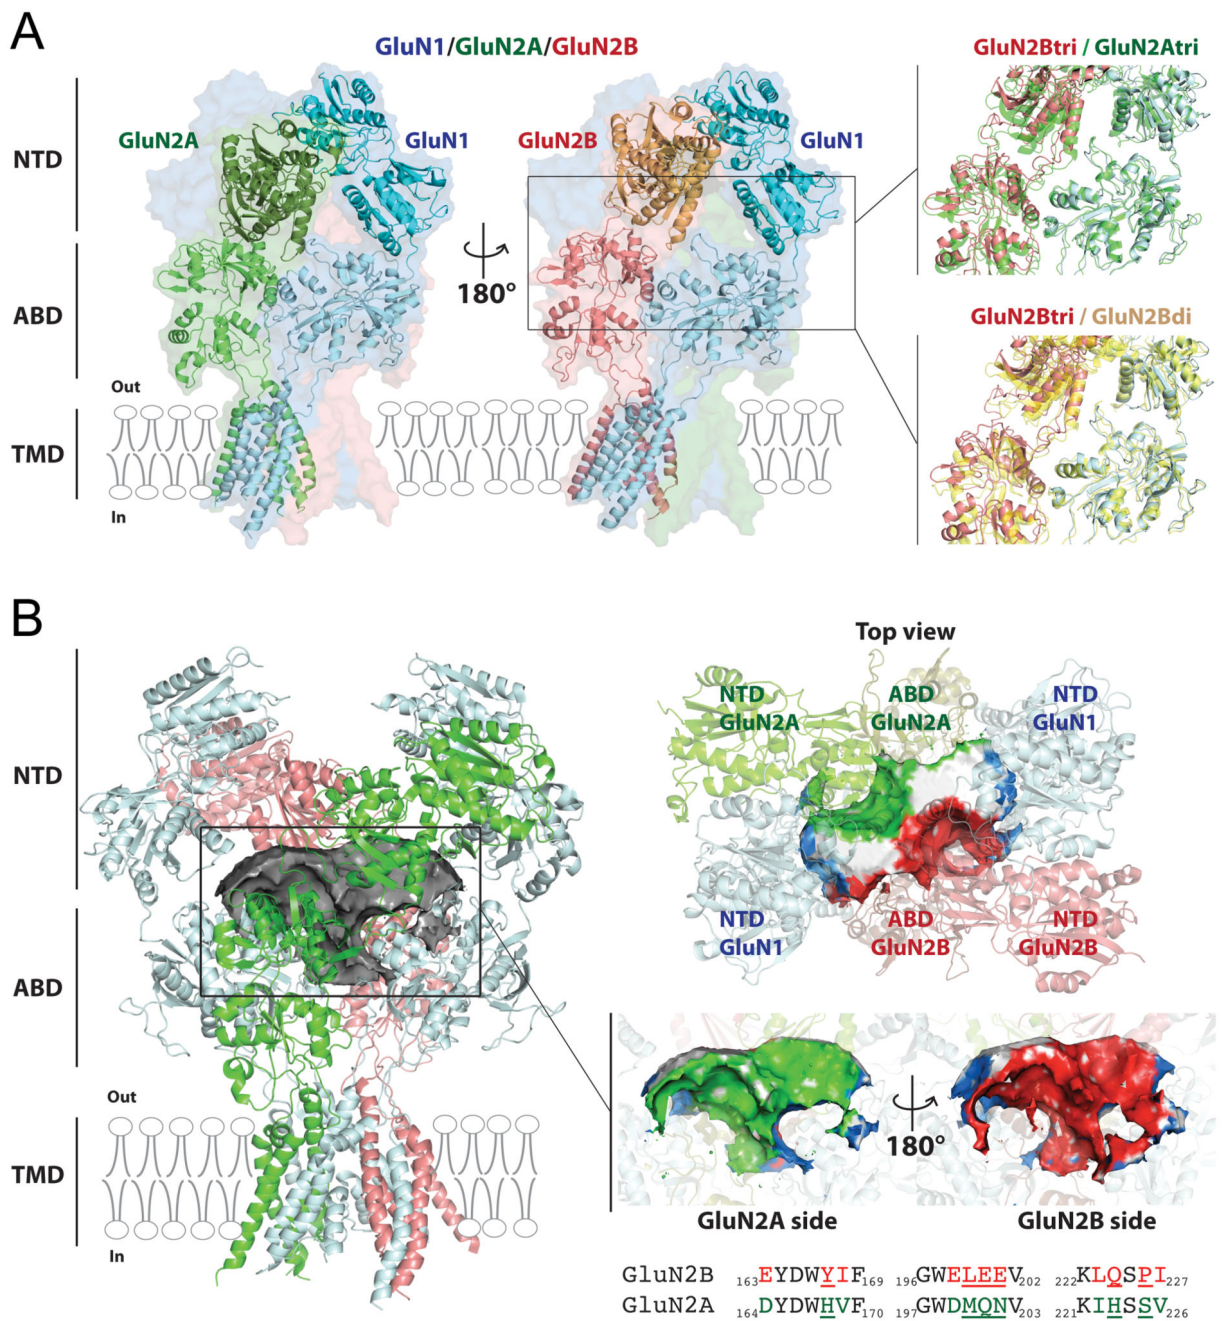 A
GluN1/GluN2A/GluN2B
GluN2Btri / GluN2Atri
NTD
GluN2A
GluN1
GluN2B
GluN1
180°
ABD
GluN2Btri / GluN2Bdi
Out
TMD
In
B
Top view
NTD
GluN2A
ABD
GluN2A
NTD
GluN1
NTD
NTD
GluN1
ABD
GluN2B
NTD
GluN2B
ABD
Out
180°
TMD
GluN2A side
GluN2B side
In
GluN2B 163EYDWYIF169 196GWELEEV202 222KLQSPI227
GluN2A 164DYDWHVF170 197GWDMQNV203 221KIHSSV226